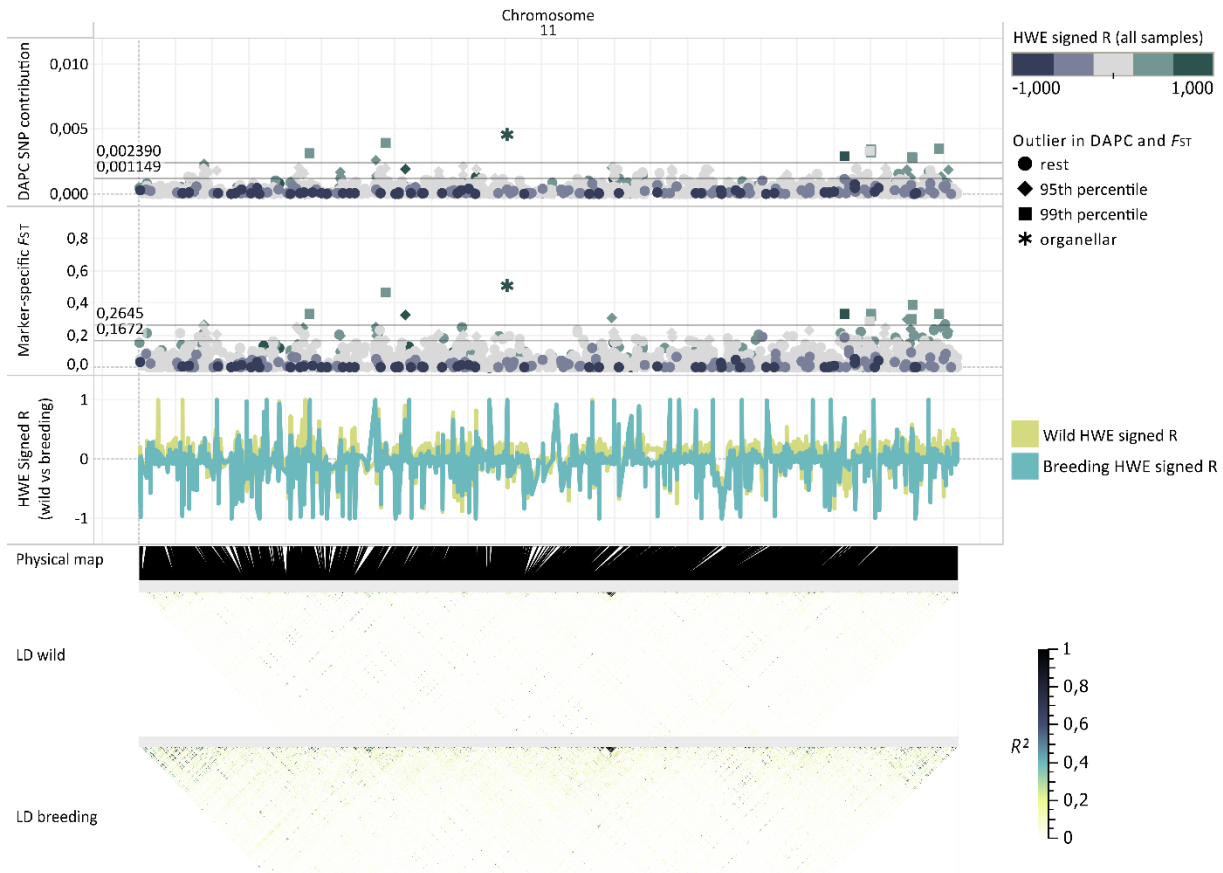 Chromosome
11
DAPC SNP contribution
0,010
0,005
0,002390
0,001149
0,000
Marker-specific FST
0,8
0,6
0,4
0,2645
0,2
0,1672
0,0
HWE Signed R
(wild vs breeding)
1
0
-1
Physical map
LD wild
LD breeding
HWE signed R (all samples)
-1,000 1,000
Outlier in DAPC and FST
rest
95th percentile
99th percentile
organellar
Wild HWE signed R
Breeding HWE signed R
R²
1
0,8
0,6
0,4
0,2
0